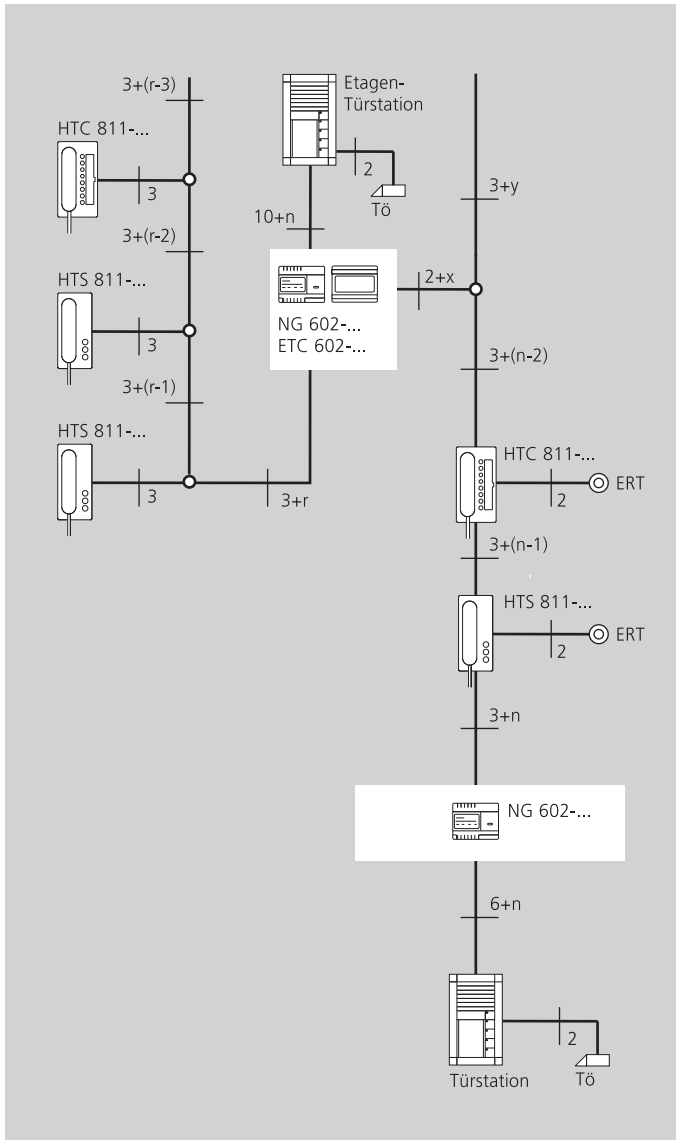 3+(r-3)
HTC 811-...
3
3+(r-2)
HTS 811-...
3
3+(r-1)
HTS 811-...
3
3+r
Etagen-
Türstation
2
Tö
10+n
NG 602-...
ETC 602-...
2+x
3+y
3+(n-2)
HTC 811-...
2
ERT
3+(n-1)
HTS 811-...
2
ERT
3+n
NG 602-...
6+n
2
Türstation
Tö